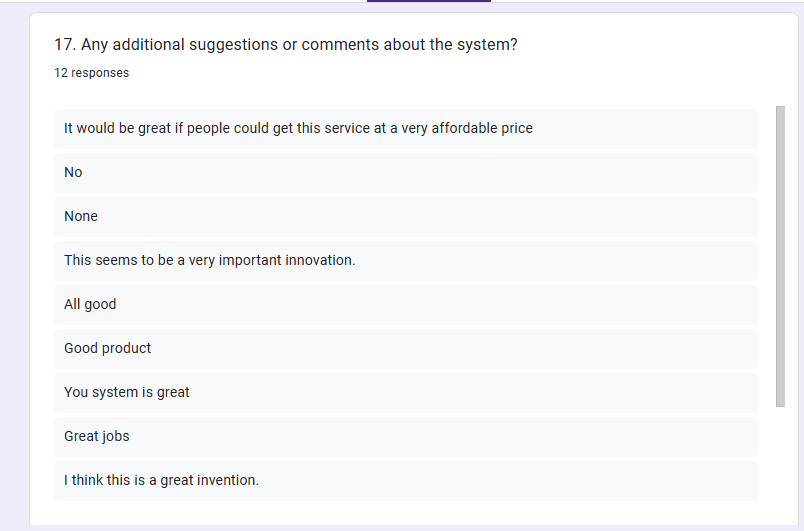 17. Any additional suggestions or comments about the system?
12 responses
It would be great if people could get this service at a very affordable price
No
None
This seems to be a very important innovation.
All good
Good product
You system is great
Great jobs
I think this is a great invention.